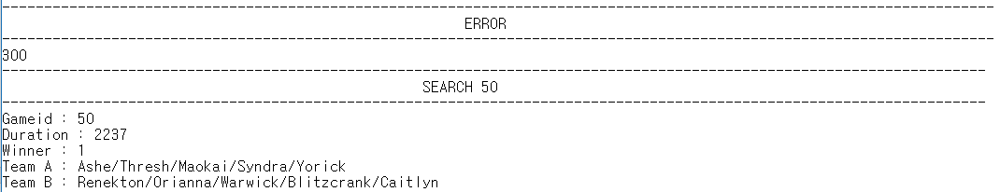 ------------------------------------------------------------------------------------------------------------------------
ERROR
------------------------------------------------------------------------------------------------------------------------
300
-----------------------------------------------------------------------------------------------------------------------
SEARCH 50
-----------------------------------------------------------------------------------------------------------------------
Gameid : 50
Duration : 2237
Winner : 1
Team A : Ashe/Thresh/Maokai/Syndra/Yorick
Team B : Renekton/Orianna/Warwick/Blitzcrank/Caitlyn